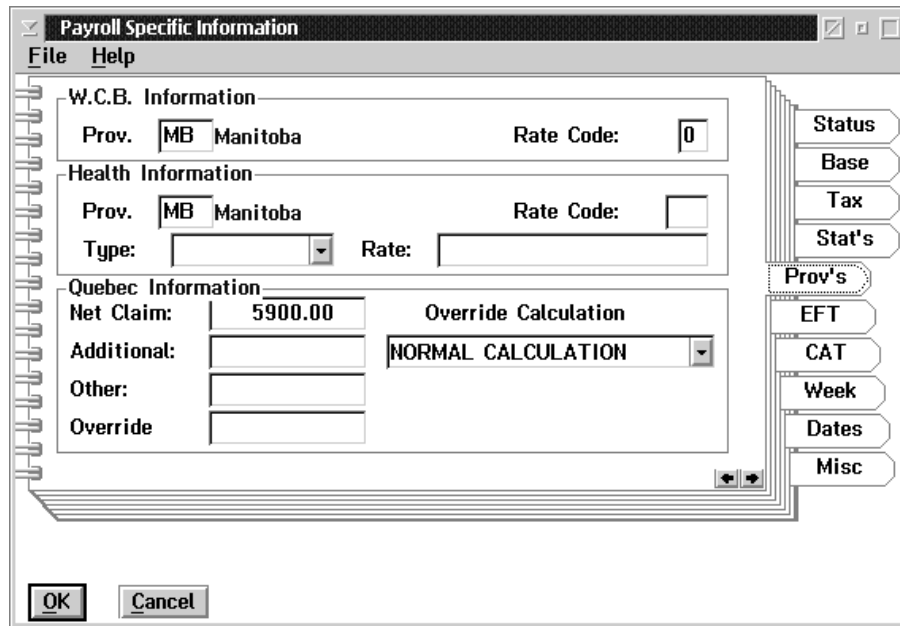 Payroll Specific Information
File Help
W.C.B. Information
Prov. MB Manitoba Rate Code: 0
Health Information
Prov. MB Manitoba Rate Code:
Type: Rate:
Quebec Information
Net Claim: 5900.00 Override Calculation
Additional: NORMAL CALCULATION
Other:
Override
Status
Base
Tax
Stat's
Prov's
EFT
CAT
Week
Dates
Misc
OK Cancel